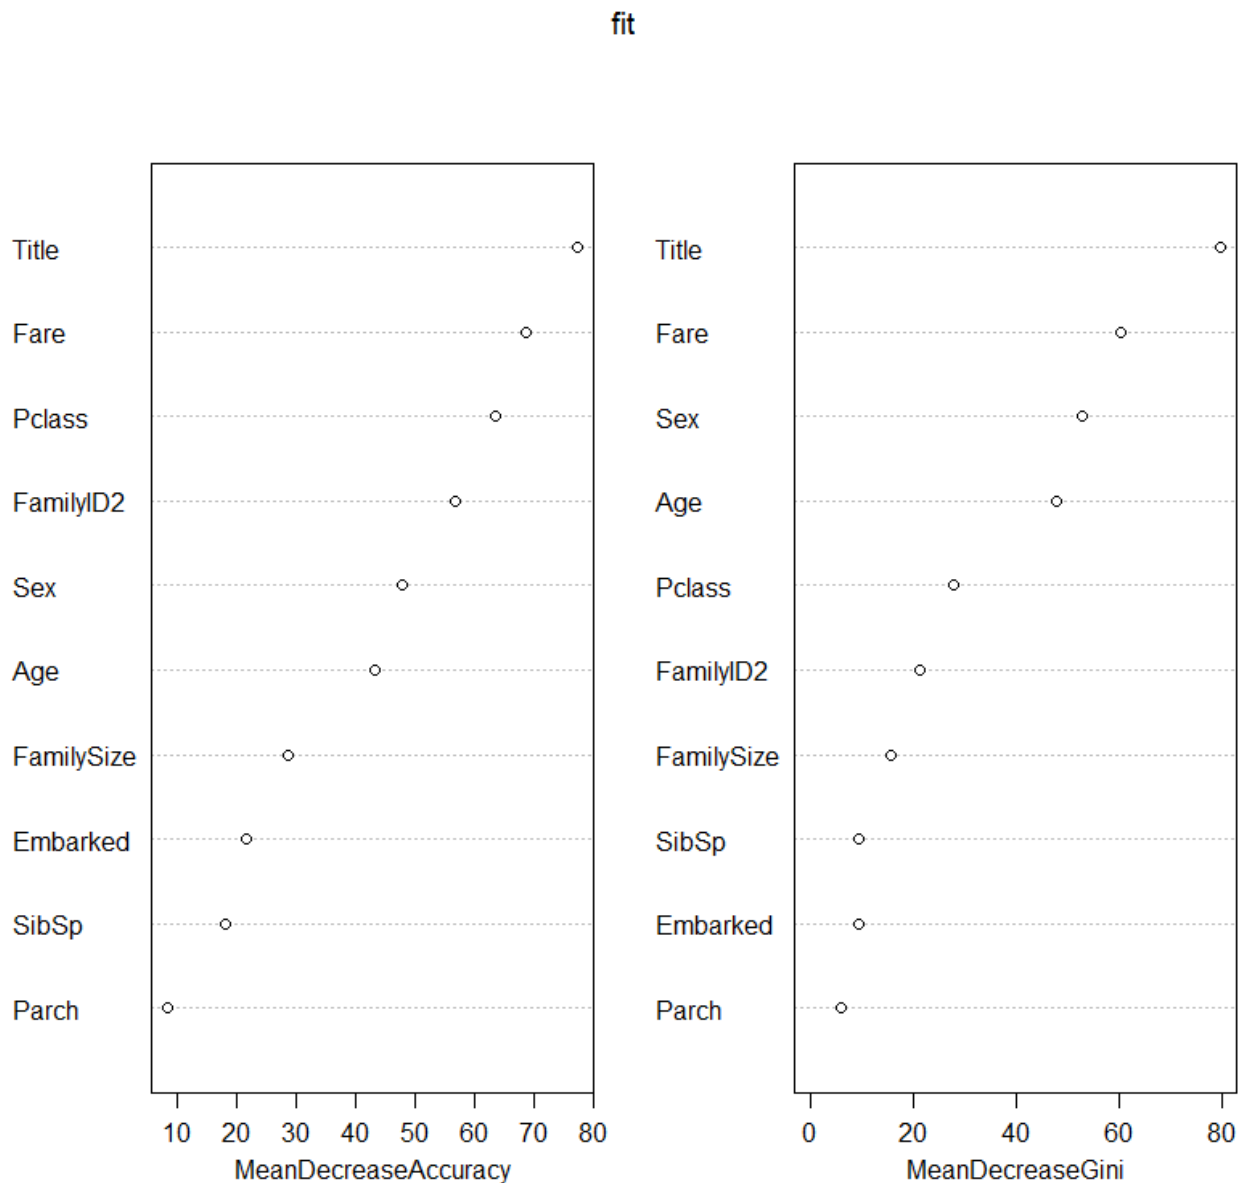 fit
Title
Fare
Pclass
FamilyID2
Sex
Age
FamilySize
Embarked
SibSp
Parch
10 20 30 40 50 60 70 80
MeanDecreaseAccuracy
Title
Fare
Sex
Age
Pclass
FamilyID2
FamilySize
SibSp
Embarked
Parch
0 20 40 60 80
MeanDecreaseGini